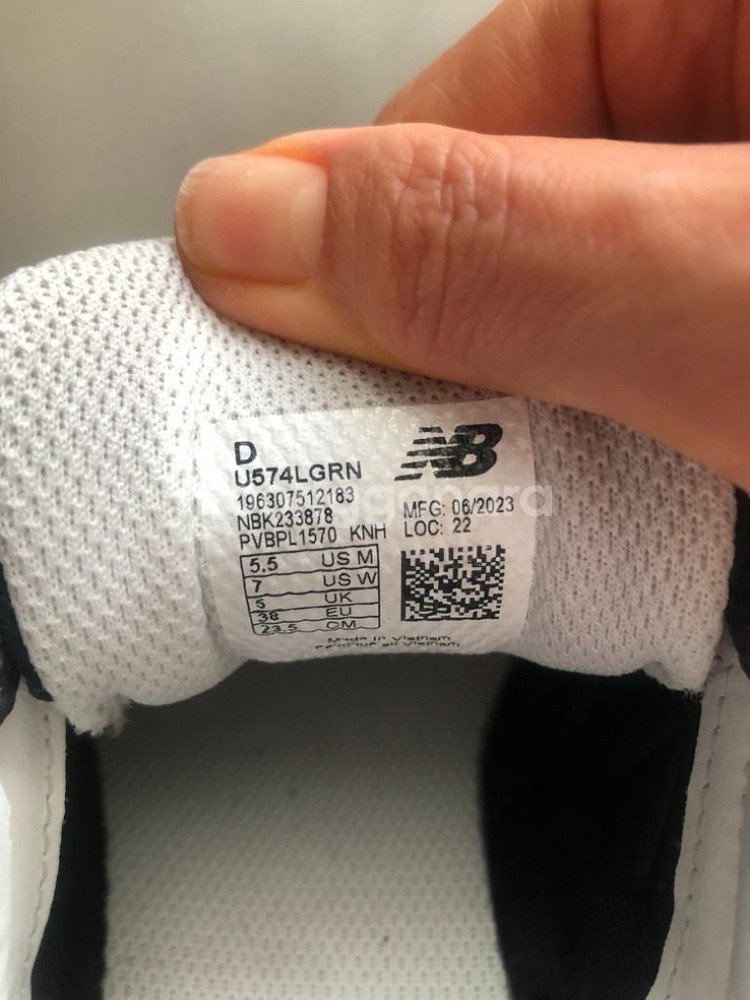 D
U574LGRN
196307512183
NBK233878
PVBPL1570 KNH
5.5 US M
7 US W
5 UK
38 EU
23.5 CM
NB
MFG: 06/2023
LOC: 22
Made in Vietnam